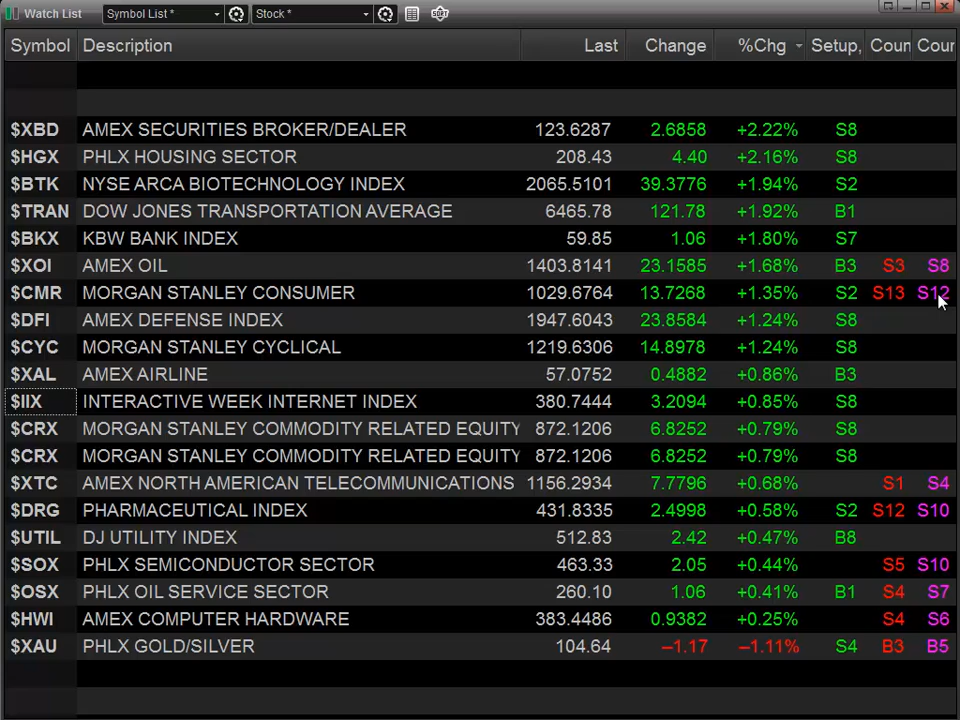 Watch List Symbol List * Stock *
Symbol Description Last Change %Chg Setup, Coun Cour
$XBD AMEX SECURITIES BROKER/DEALER 123.6287 2.6858 +2.22% S8
$HGX PHLX HOUSING SECTOR 208.43 4.40 +2.16% S8
$BTK NYSE ARCA BIOTECHNOLOGY INDEX 2065.5101 39.3776 +1.94% S2
$TRAN DOW JONES TRANSPORTATION AVERAGE 6465.78 121.78 +1.92% B1
$BKX KBW BANK INDEX 59.85 1.06 +1.80% S7
$XOI AMEX OIL 1403.8141 23.1585 +1.68% B3 S3 S8
$CMR MORGAN STANLEY CONSUMER 1029.6764 13.7268 +1.35% S2 S13 S12
$DFI AMEX DEFENSE INDEX 1947.6043 23.8584 +1.24% S8
$CYC MORGAN STANLEY CYCLICAL 1219.6306 14.8978 +1.24% S8
$XAL AMEX AIRLINE 57.0752 0.4882 +0.86% B3
$IIX INTERACTIVE WEEK INTERNET INDEX 380.7444 3.2094 +0.85% S8
$CRX MORGAN STANLEY COMMODITY RELATED EQUITY 872.1206 6.8252 +0.79% S8
$CRX MORGAN STANLEY COMMODITY RELATED EQUITY 872.1206 6.8252 +0.79% S8
$XTC AMEX NORTH AMERICAN TELECOMMUNICATIONS 1156.2934 7.7796 +0.68% S1 S4
$DRG PHARMACEUTICAL INDEX 431.8335 2.4998 +0.58% S2 S12 S10
$UTIL DJ UTILITY INDEX 512.83 2.42 +0.47% B8
$SOX PHLX SEMICONDUCTOR SECTOR 463.33 2.05 +0.44% S5 S10
$OSX PHLX OIL SERVICE SECTOR 260.10 1.06 +0.41% B1 S4 S7
$HWI AMEX COMPUTER HARDWARE 383.4486 0.9382 +0.25% S4 S6
$XAU PHLX GOLD/SILVER 104.64 –1.17 –1.11% S4 B3 B5